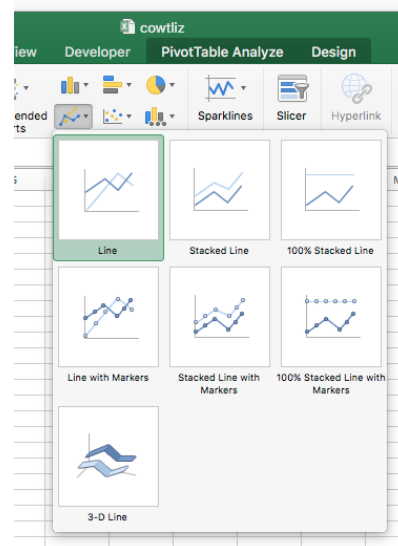 cowtliz
iew Developer PivotTable Analyze Design
ended
rts
Sparklines Slicer Hyperlink
Line Stacked Line 100% Stacked Line
Line with Markers Stacked Line with Markers 100% Stacked Line with Markers
3-D Line